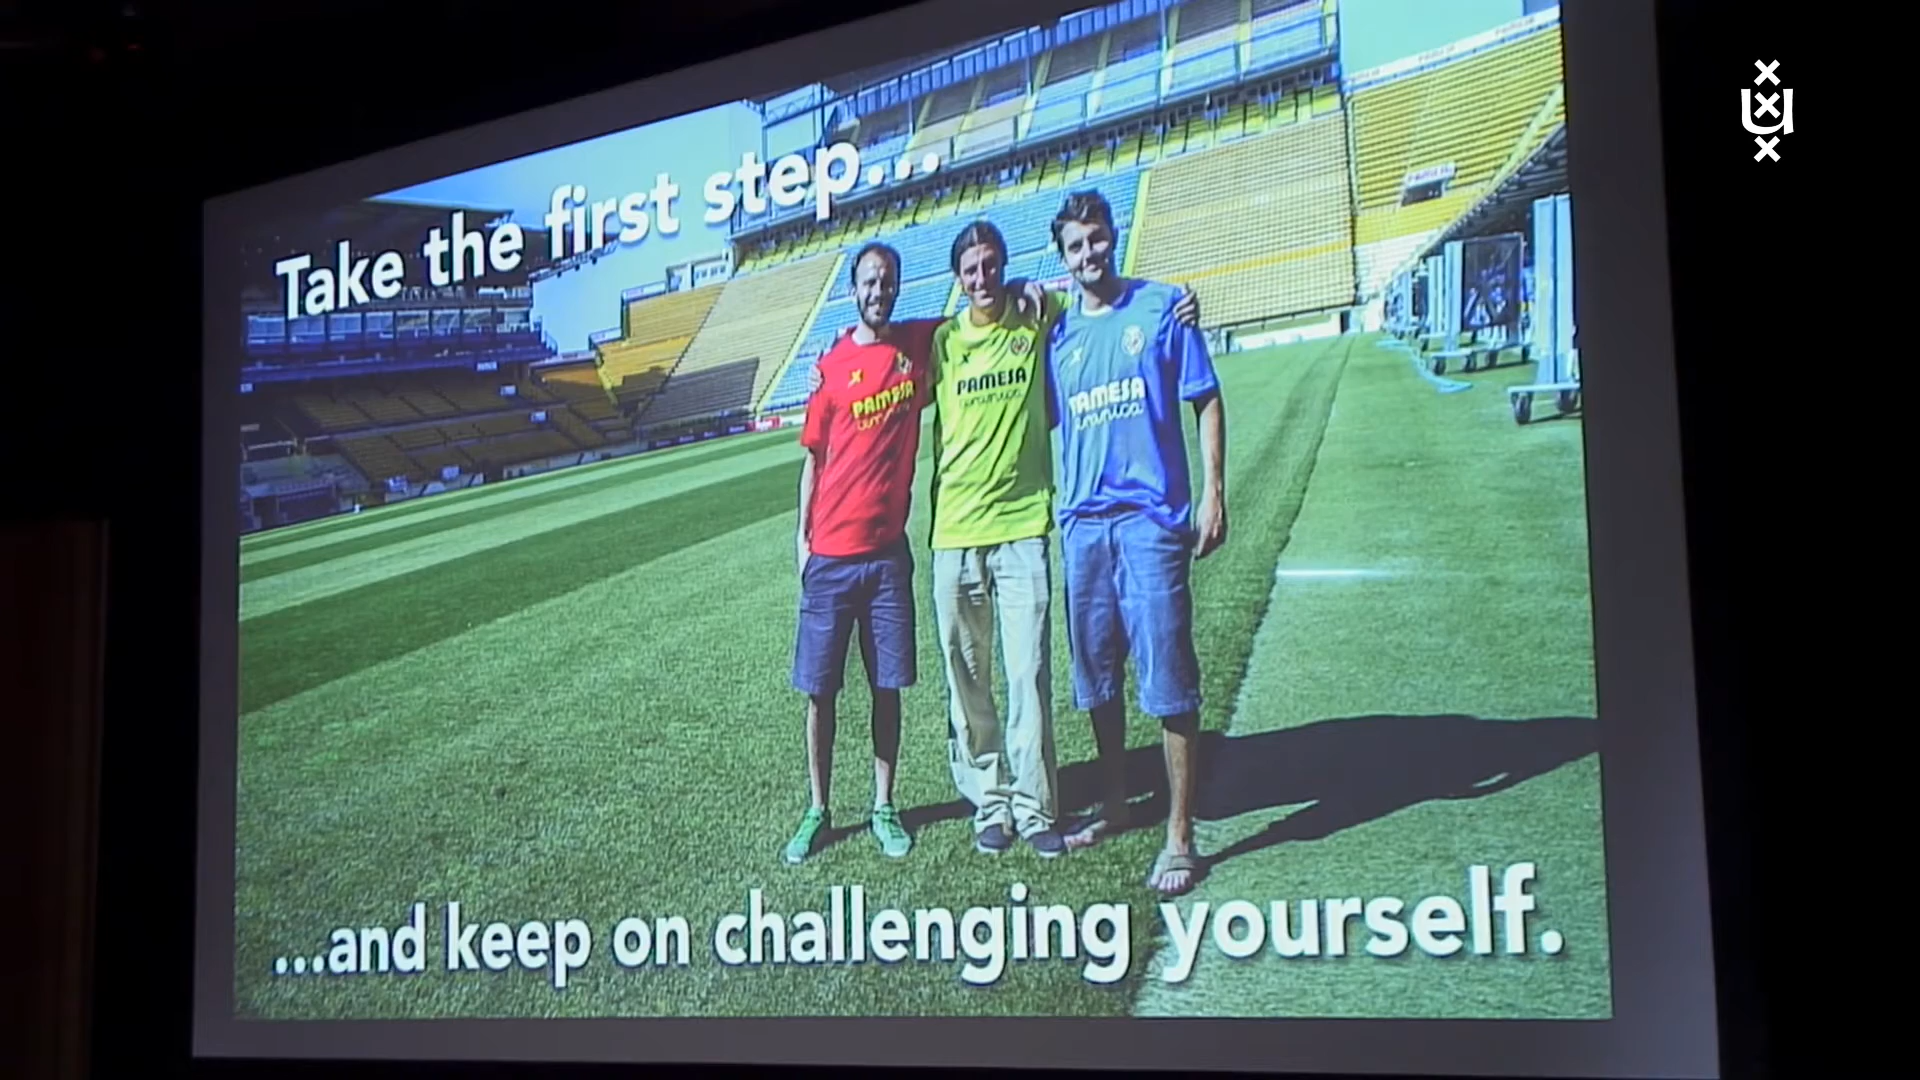 Take the first step...
...and keep on challenging yourself.
PAMESA
PAMESA
PAMESA